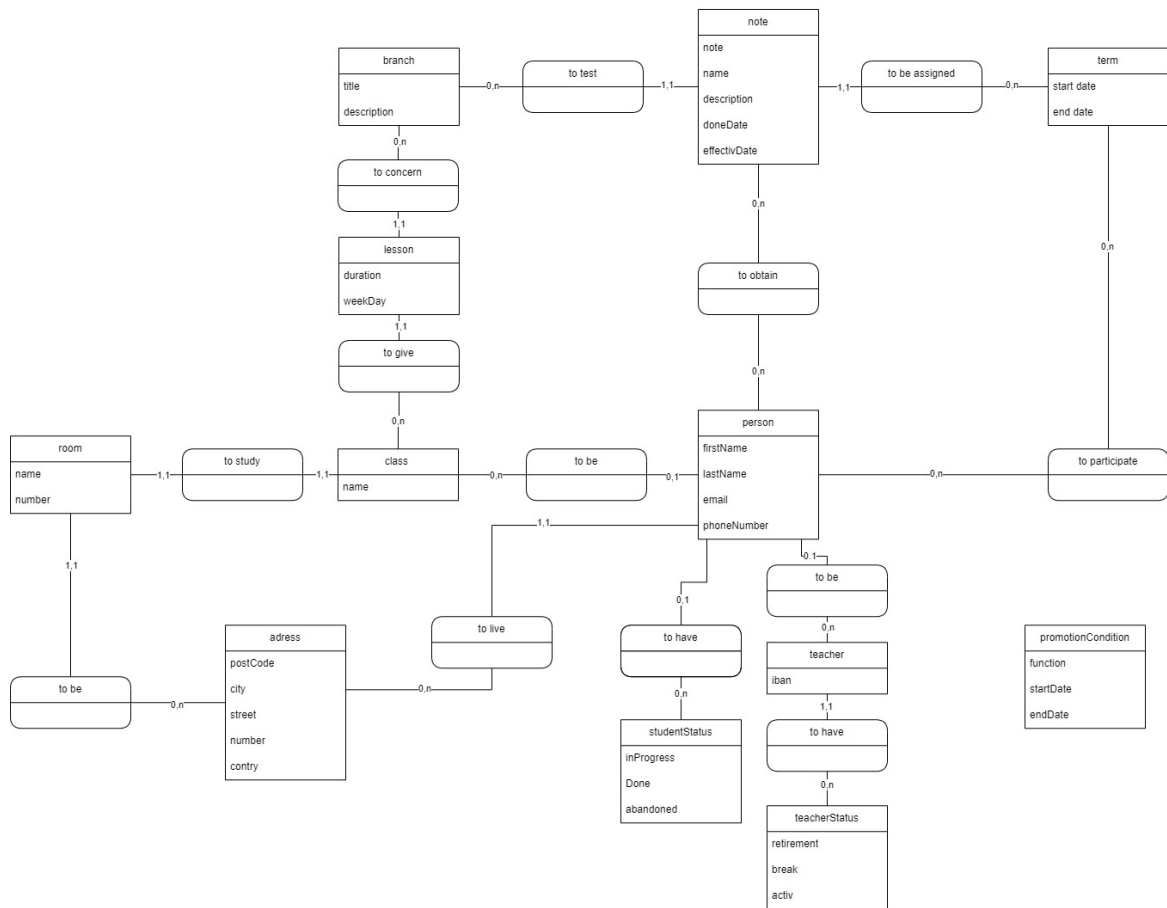 note
note
name
description
doneDate
effectivDate
branch
title
description
0,n
to test
1,1
1,1
to be assigned
0,n
term
start date
end date
0,n
to concern
1,1
lesson
duration
weekDay
1,1
to give
0,n
0,n
to obtain
0,n
0,n
room
name
number
1,1
to study
1,1
class
name
0,n
to be
0,1
person
firstName
lastName
email
phoneNumber
0,n
to participate
1,1
1,1
to live
0,n
0,1
to have
0,n
0.1
to be
0,n
to be
0,n
adress
postCode
city
street
number
contry
teacher
iban
1,1
to have
0,n
promotionCondition
function
startDate
endDate
studentStatus
inProgress
Done
abandoned
teacherStatus
retirement
break
activ